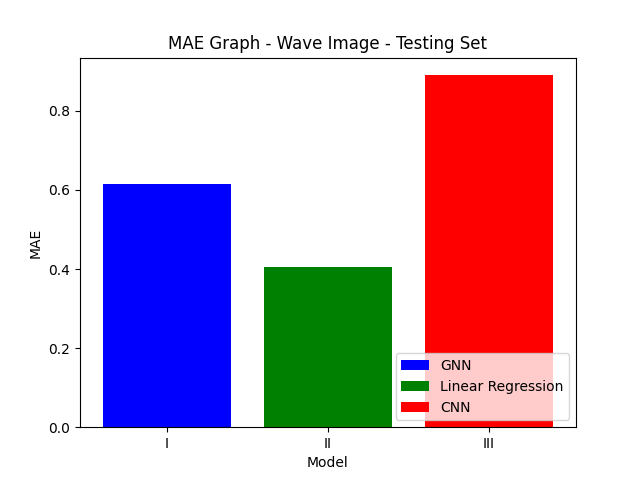 MAE Graph - Wave Image - Testing Set
MAE
0.8
0.6
0.4
0.2
0.0
GNN
Linear Regression
CNN
I
II
III
Model